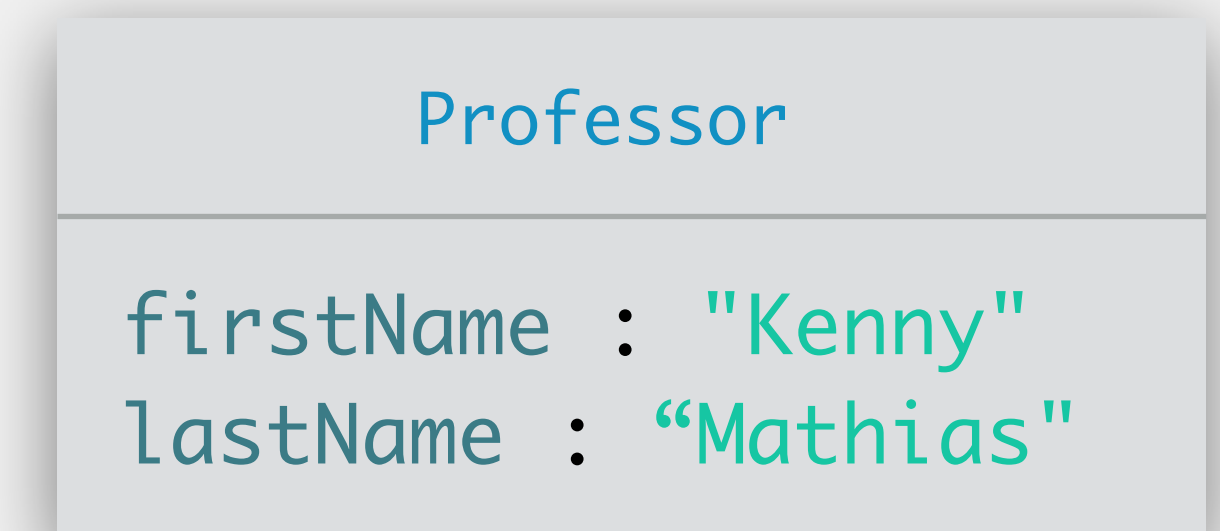 Professor
firstName : "Kenny"
lastName : “Mathias"